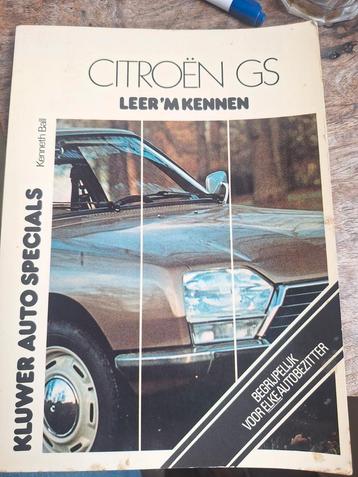 CITROËN GS
LEER'M KENNEN
Kenneth Ball
KLUWER AUTO SPECIALS
BEGRIJPELIJK
VOOR ELKE AUTOBEZITTER